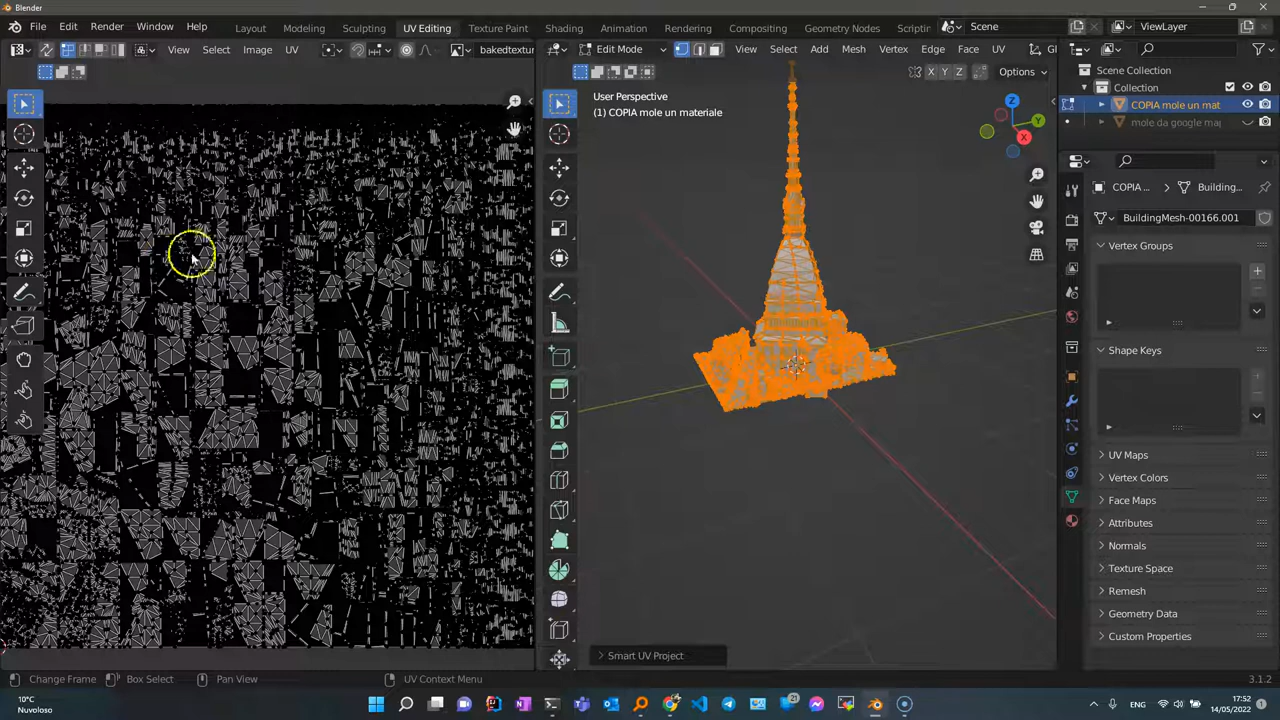 Blender
File Edit Render Window Help Layout Modeling Sculpting UV Editing Texture Paint Shading Animation Rendering Compositing Geometry Nodes Scriptin Scene ViewLayer
View Select Image UV bakedtextur Edit Mode View Select Add Mesh Vertex Edge Face UV Gl
X Y Z Options
Scene Collection
Collection
COPIA mole un mat
mole da google ma
User Perspective
(1) COPIA mole un materiale
Z
Y
X
COPIA ... Building...
BuildingMesh-00166.001
Vertex Groups
Shape Keys
UV Maps
Vertex Colors
Face Maps
Attributes
Normals
Texture Space
Remesh
Geometry Data
Custom Properties
Smart UV Project
Change Frame Box Select Pan View UV Context Menu 3.1.2
10°C
Nuvoloso
21
ENG
17:52
14/05/2022